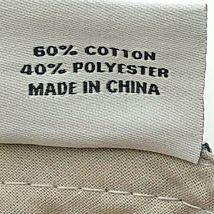 60% COTTON
40% POLYESTER
MADE IN CHINA